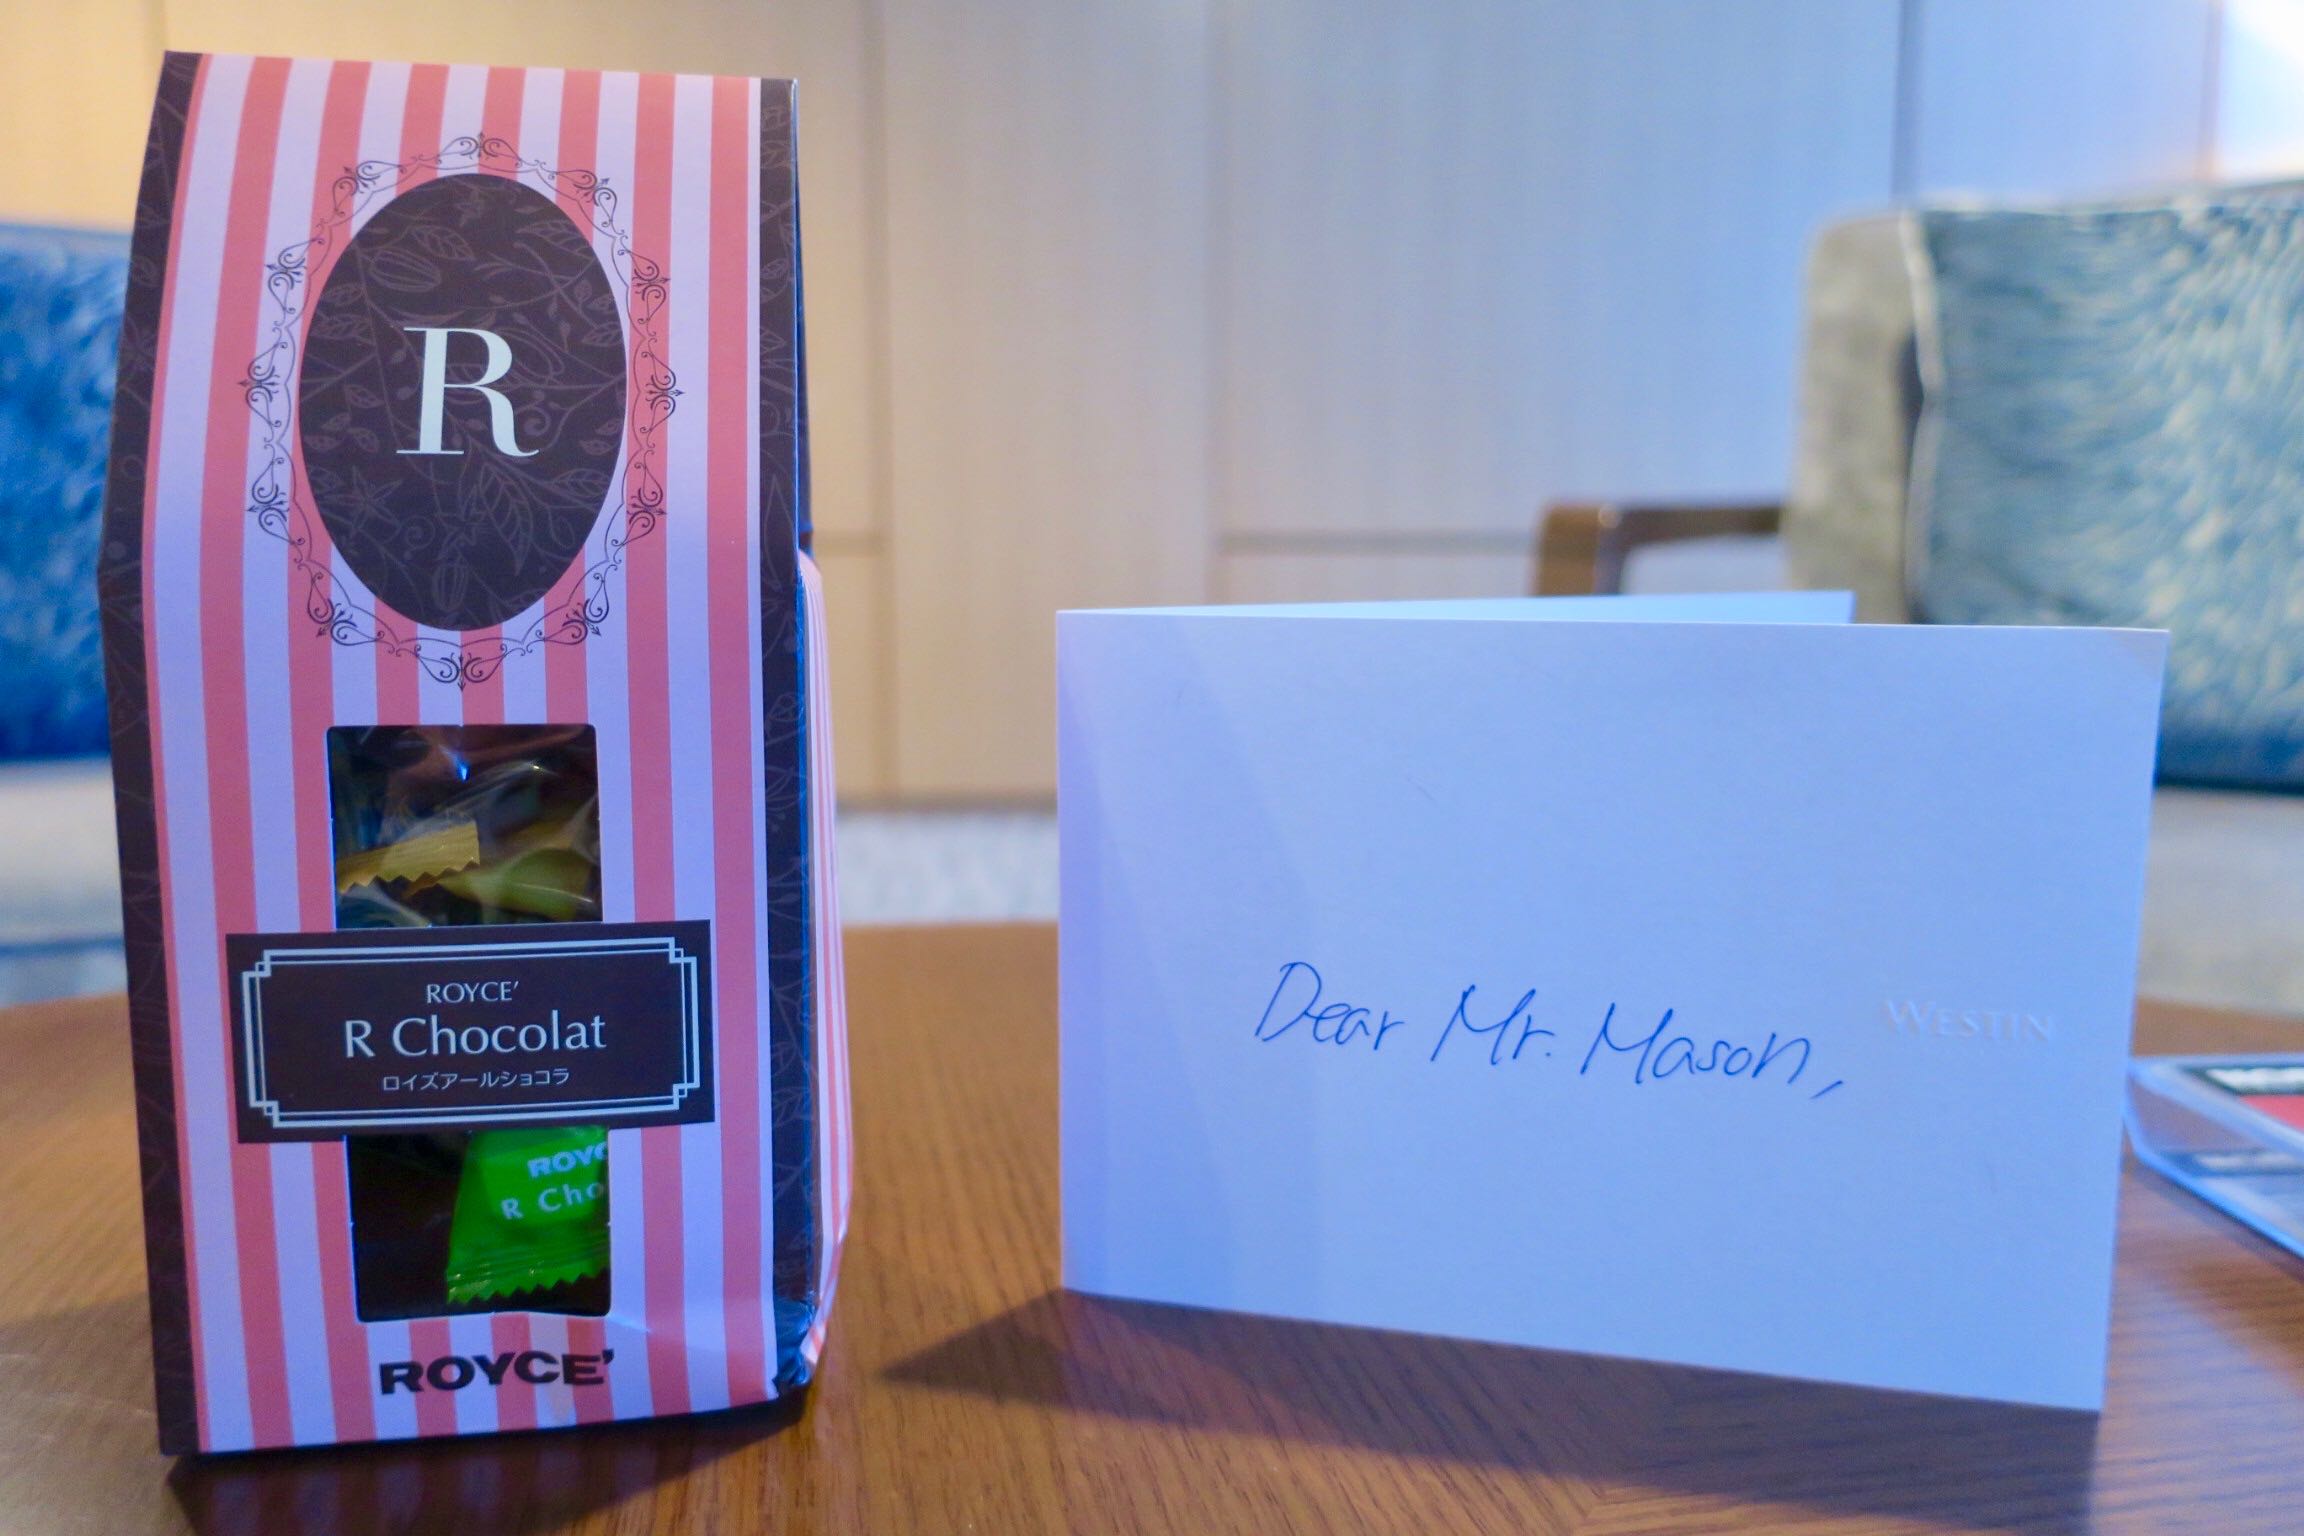 R
ROYCE'
R Chocolat
ロイズアールショコラ
ROYC
R Cho
ROYCE'
Dear Mr. Mason,
WESTIN